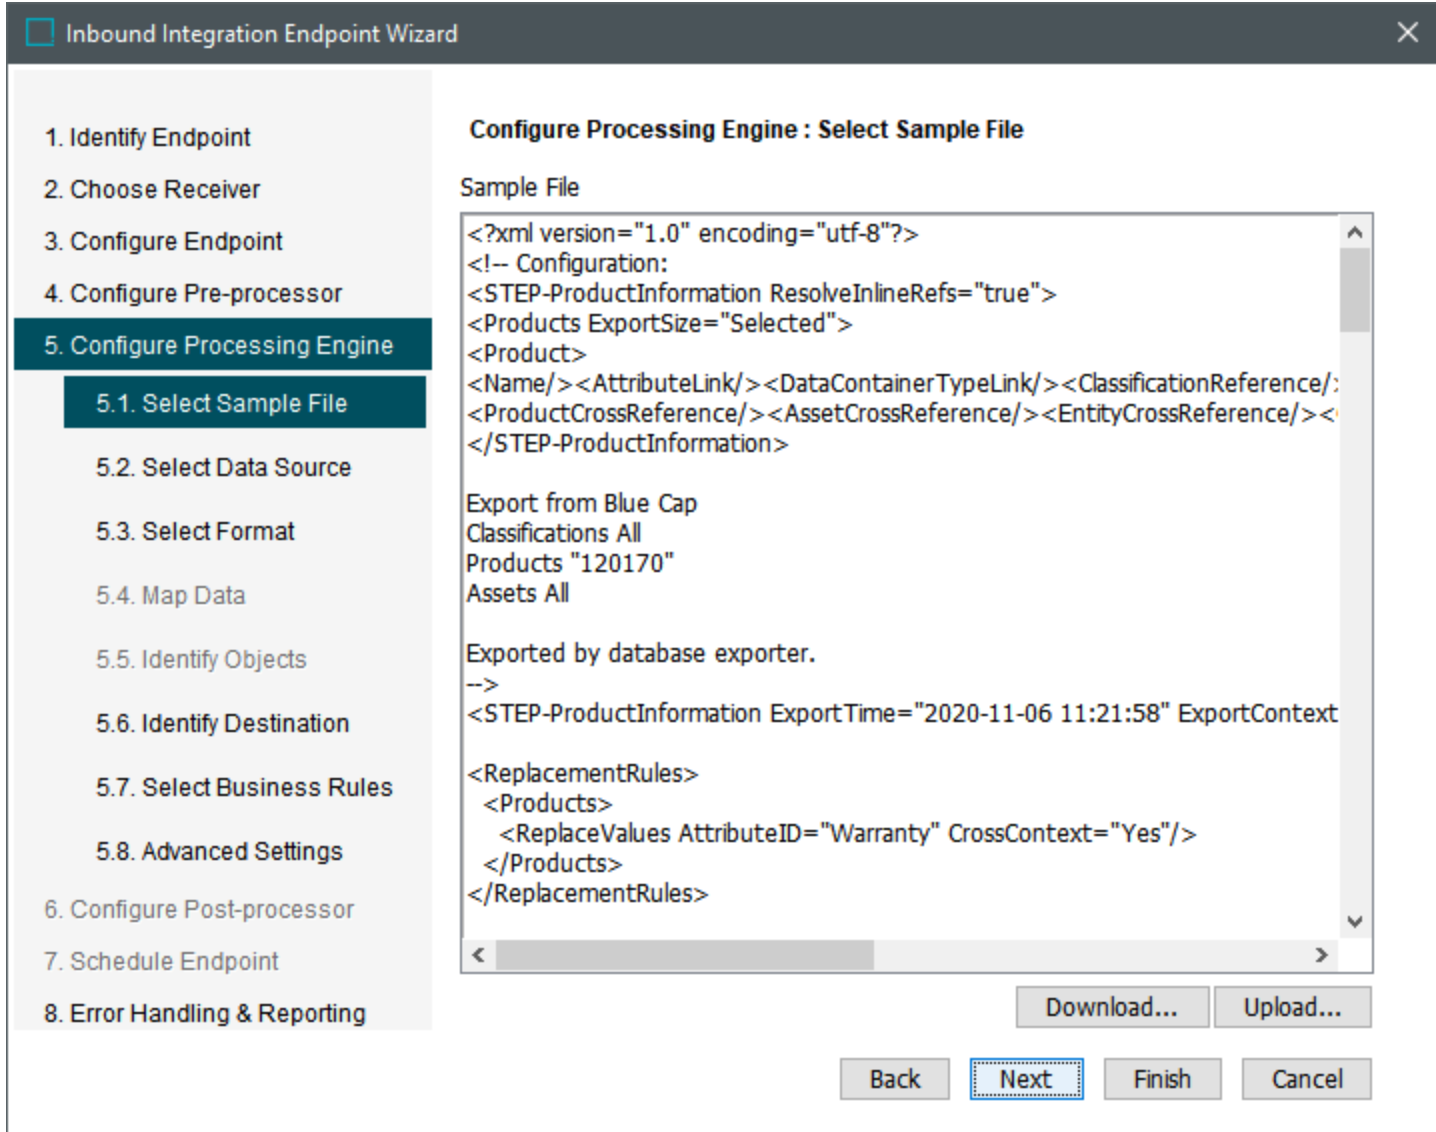 Inbound Integration Endpoint Wizard
1. Identify Endpoint
2. Choose Receiver
3. Configure Endpoint
4. Configure Pre-processor
5. Configure Processing Engine
5.1. Select Sample File
5.2. Select Data Source
5.3. Select Format
5.4. Map Data
5.5. Identify Objects
5.6. Identify Destination
5.7. Select Business Rules
5.8. Advanced Settings
6. Configure Post-processor
7. Schedule Endpoint
8. Error Handling & Reporting
Configure Processing Engine : Select Sample File
Sample File
<?xml version="1.0" encoding="utf-8"?>
<!-- Configuration:
<STEP-ProductInformation ResolveInlineRefs="true">
<Products ExportSize="Selected">
<Product>
<Name/><AttributeLink/><DataContainerTypeLink/><ClassificationReference/>
<ProductCrossReference/><AssetCrossReference/><EntityCrossReference/><
</STEP-ProductInformation>
Export from Blue Cap
Classifications All
Products "120170"
Assets All
Exported by database exporter.
-->
<STEP-ProductInformation ExportTime="2020-11-06 11:21:58" ExportContext
<ReplacementRules>
<Products>
<ReplaceValues AttributeID="Warranty" CrossContext="Yes"/>
</Products>
</ReplacementRules>
Download...
Upload...
Back
Next
Finish
Cancel